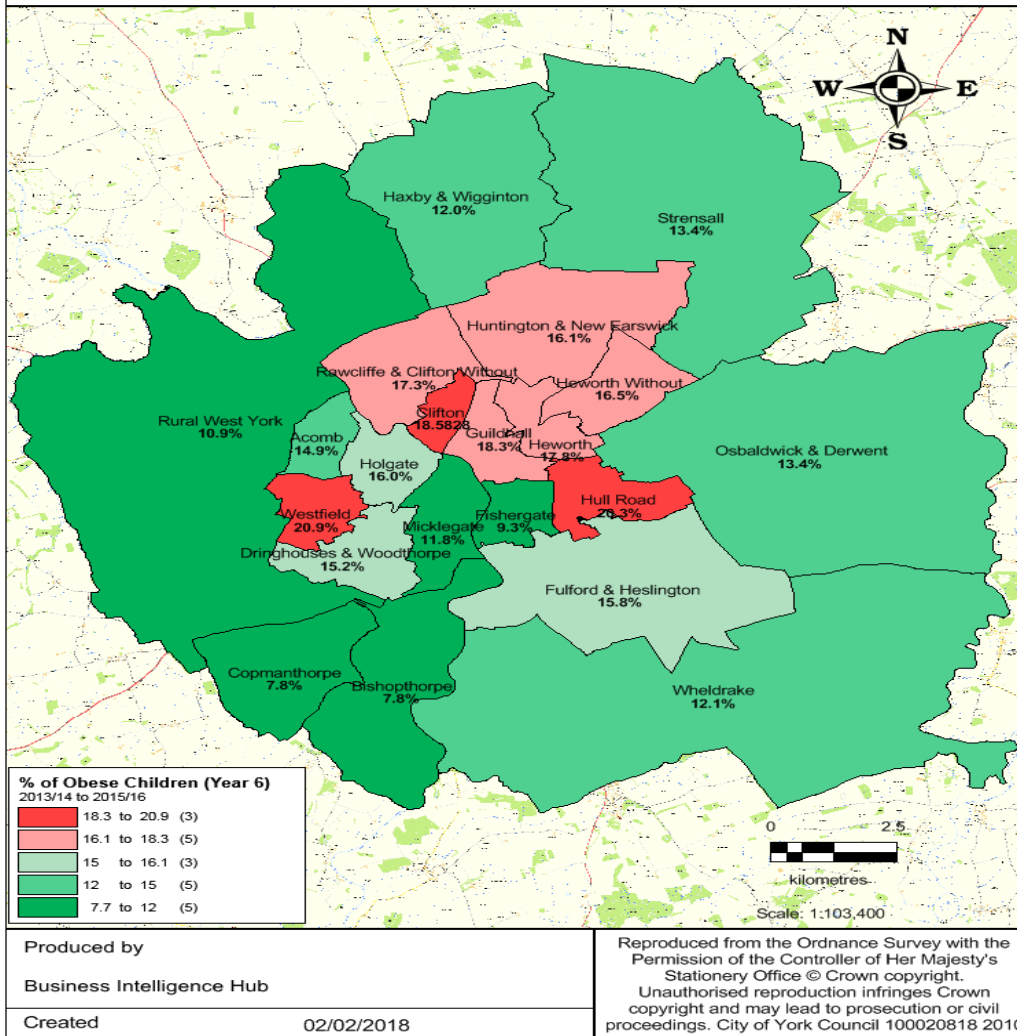 N
W E
S
Haxby & Wigginton
12.0%
Strensall
13.4%
Huntington & New Earswick
16.1%
Rawcliffe & Clifton Without
17.3%
Heworth Without
16.5%
Clifton
18.5828
Guildhall
18.3%
Heworth
17.8%
Rural West York
10.9%
Acomb
14.9%
Holgate
16.0%
Osbaldwick & Derwent
13.4%
Westfield
20.9%
Micklegate
11.8%
Fishergate
9.3%
Hull Road
20.3%
Dringhouses & Woodthorpe
15.2%
Fulford & Heslington
15.8%
Copmanthorpe
7.8%
Bishopthorpe
7.8%
Wheldrake
12.1%
% of Obese Children (Year 6)
2013/14 to 2015/16
18.3 to 20.9 (3)
16.1 to 18.3 (5)
15 to 16.1 (3)
12 to 15 (5)
7.7 to 12 (5)
0 2.5
kilometres
Scale: 1:103,400
Produced by
Business Intelligence Hub
Created 02/02/2018
Reproduced from the Ordnance Survey with the
Permission of the Controller of Her Majesty's
Stationery Office © Crown copyright.
Unauthorised reproduction infringes Crown
copyright and may lead to prosecution or civil
proceedings. City of York Council 100020818 2010